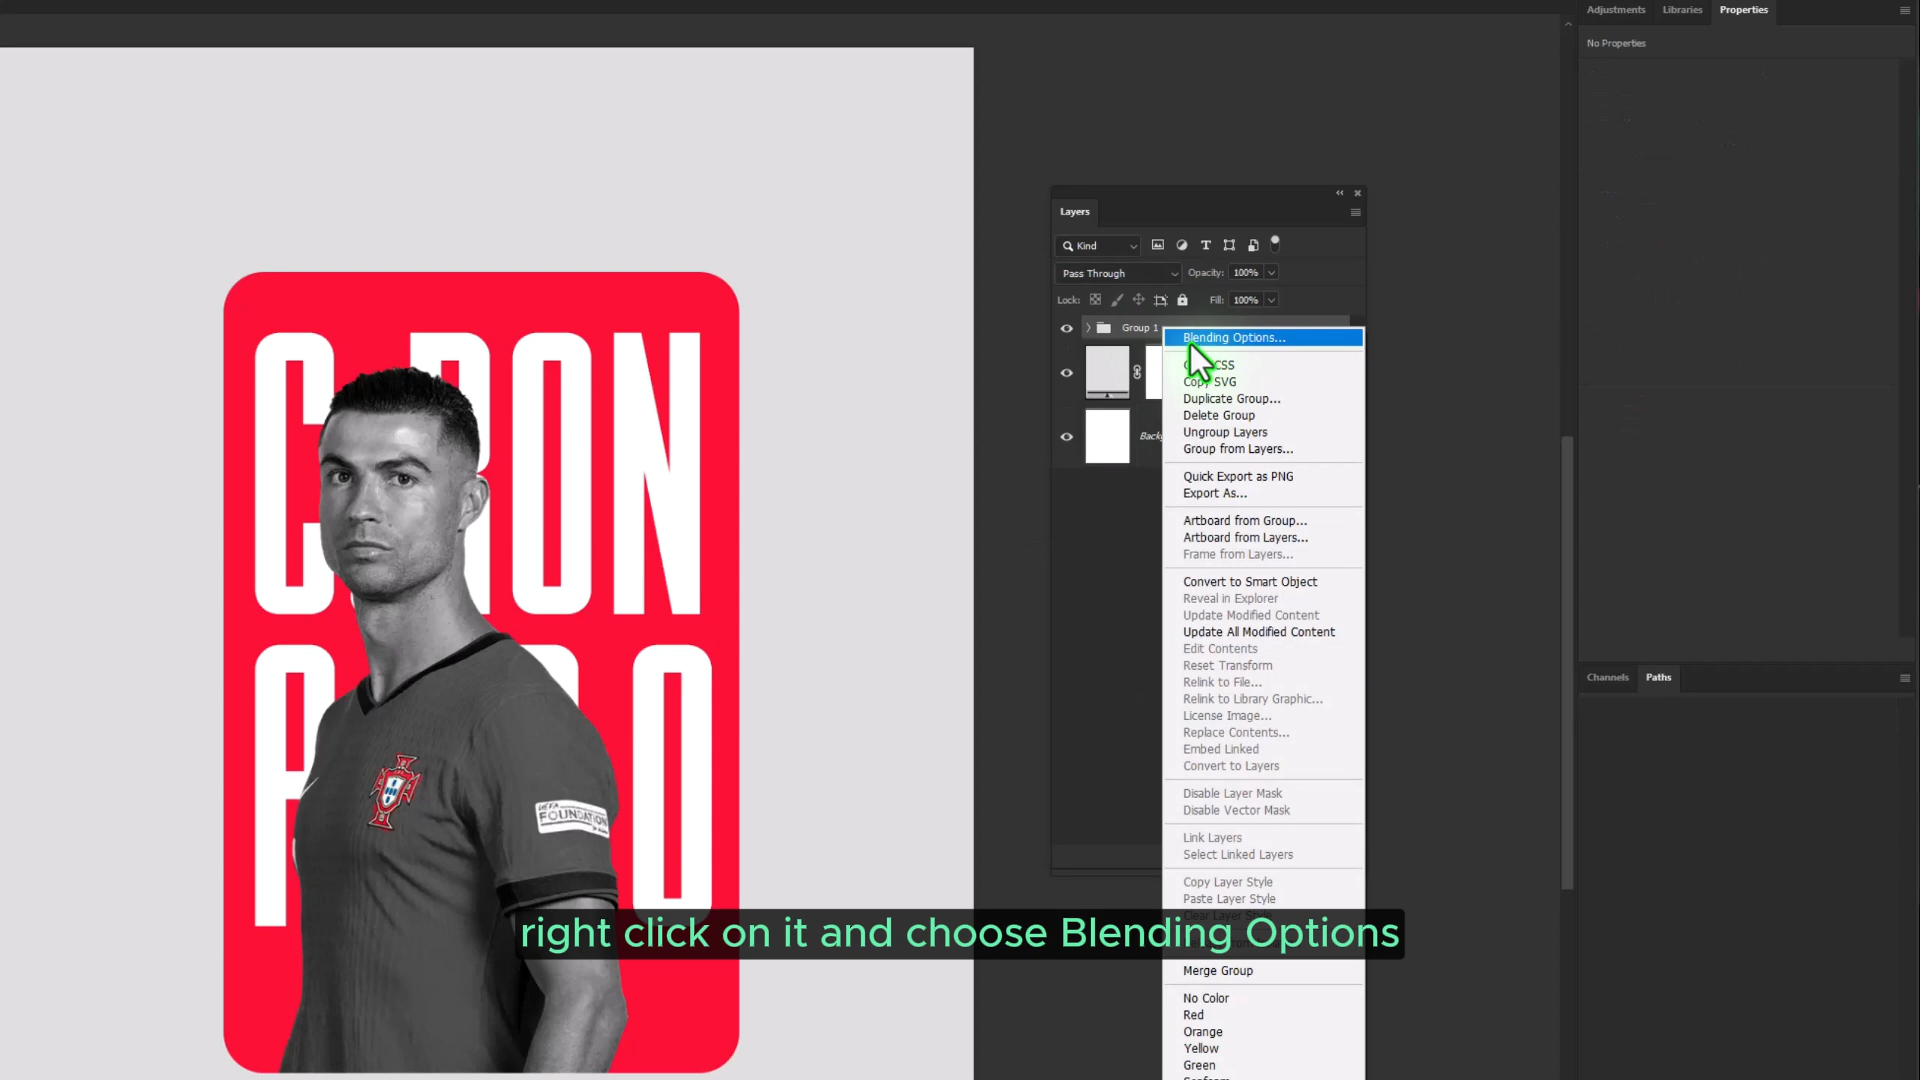 Adjustments Libraries Properties
No Properties
Layers
Kind
Pass Through Opacity: 100%
Lock: Fill: 100%
Group 1
Blending Options...
CSS
Copy SVG
Duplicate Group...
Delete Group
Ungroup Layers
Group from Layers...
Quick Export as PNG
Export As...
Artboard from Group...
Artboard from Layers...
Frame from Layers...
Convert to Smart Object
Reveal in Explorer
Update Modified Content
Update All Modified Content
Edit Contents
Reset Transform
Relink to File...
Relink to Library Graphic...
License Image...
Replace Contents...
Embed Linked
Convert to Layers
Disable Layer Mask
Disable Vector Mask
Link Layers
Select Linked Layers
Copy Layer Style
Paste Layer Style
Clear Layer Style
Merge Group
No Color
Red
Orange
Yellow
Green
Channels Paths
C RON
O
UEFA
FOUNDATION
right click on it and choose Blending Options